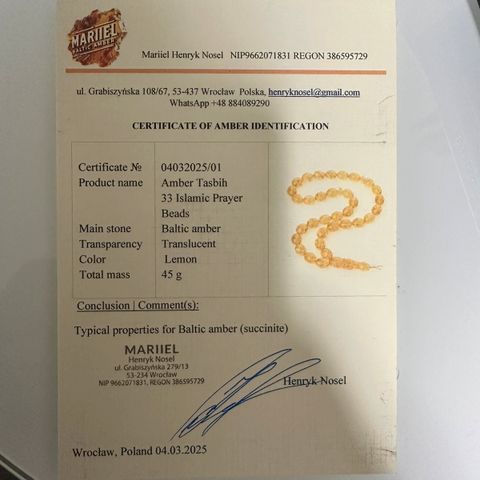 MARIIEL
BALTIC AMBER
Mariiel Henryk Nosel NIP9662071831 REGON 386595729
ul. Grabiszyńska 108/67, 53-437 Wrocław Polska, henryknosel@gmail.com
WhatsApp +48 884089290
CERTIFICATE OF AMBER IDENTIFICATION
Certificate № 04032025/01
Product name Amber Tasbih
33 Islamic Prayer
Beads
Main stone Baltic amber
Transparency Translucent
Color Lemon
Total mass 45 g
Conclusion | Comment(s):
Typical properties for Baltic amber (succinite)
MARIIEL
Henryk Nosel
ul. Grabiszyńska 279/13
53-234 Wrocław
NIP 9662071831, REGON 386595729
Henryk Nosel
Wrocław, Poland 04.03.2025